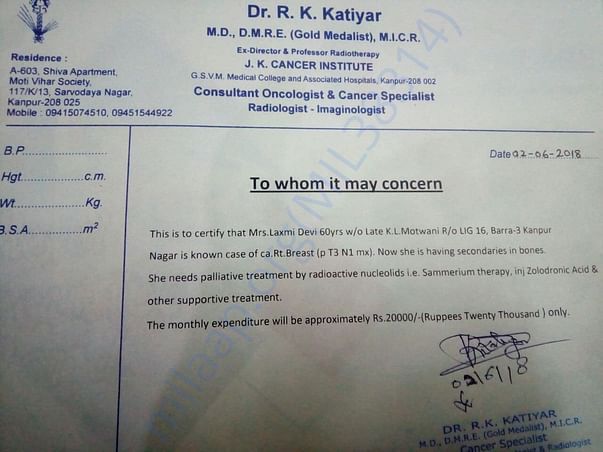 Dr. R. K. Katiyar
M.D., D.M.R.E. (Gold Medalist), M.I.C.R.
Ex-Director & Professor Radiotherapy
J. K. CANCER INSTITUTE
G.S.V.M. Medical College and Associated Hospitals, Kanpur-208 002
Consultant Oncologist & Cancer Specialist
Radiologist - Imaginologist
Residence :
A-603, Shiva Apartment,
Moti Vihar Society,
117/K/13, Sarvodaya Nagar,
Kanpur-208 025
Mobile : 09415074510, 09451544922
B.P..........................
Hgt....................c.m.
Wt.....................Kg.
B.S.A.................m²
Date 02-06-2018
To whom it may concern
This is to certify that Mrs.Laxmi Devi 60yrs w/o Late K.L.Motwani R/o LIG 16, Barra-3 Kanpur
Nagar is known case of ca.Rt.Breast (p T3 N1 mx). Now she is having secondaries in bones.
She needs palliative treatment by radioactive nucleolids i.e. Sammerium therapy, inj Zolodronic Acid &
other supportive treatment.
The monthly expenditure will be approximately Rs.20000/-(Ruppees Twenty Thousand ) only.
02/6/18
DR. R.K. KATIYAR
M.D., D.M.R.E. (Gold Medalist), M.I.C.R.
Cancer Specialist
& Radiologist